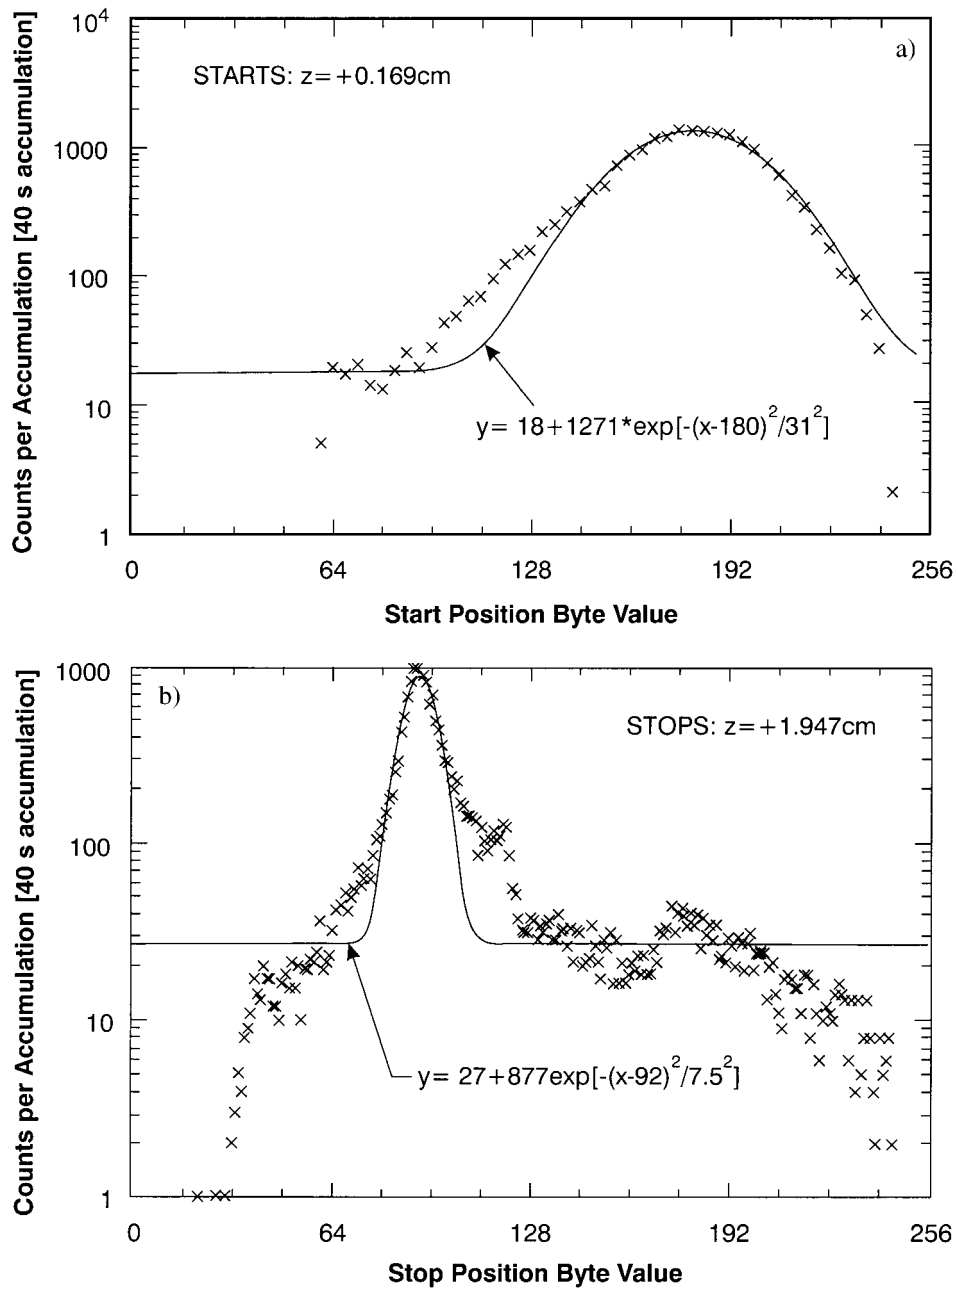 10^4
a)
STARTS: z=+0.169cm
1000
100
10
y= 18+1271*exp[-(x-180)^2/31^2]
1
0 64 128 192 256
Counts per Accumulation [40 s accumulation]
Start Position Byte Value
1000
b)
STOPS: z=+1.947cm
100
10
y= 27+877exp[-(x-92)^2/7.5^2]
1
0 64 128 192 256
Counts per Accumulation [40 s accumulation]
Stop Position Byte Value